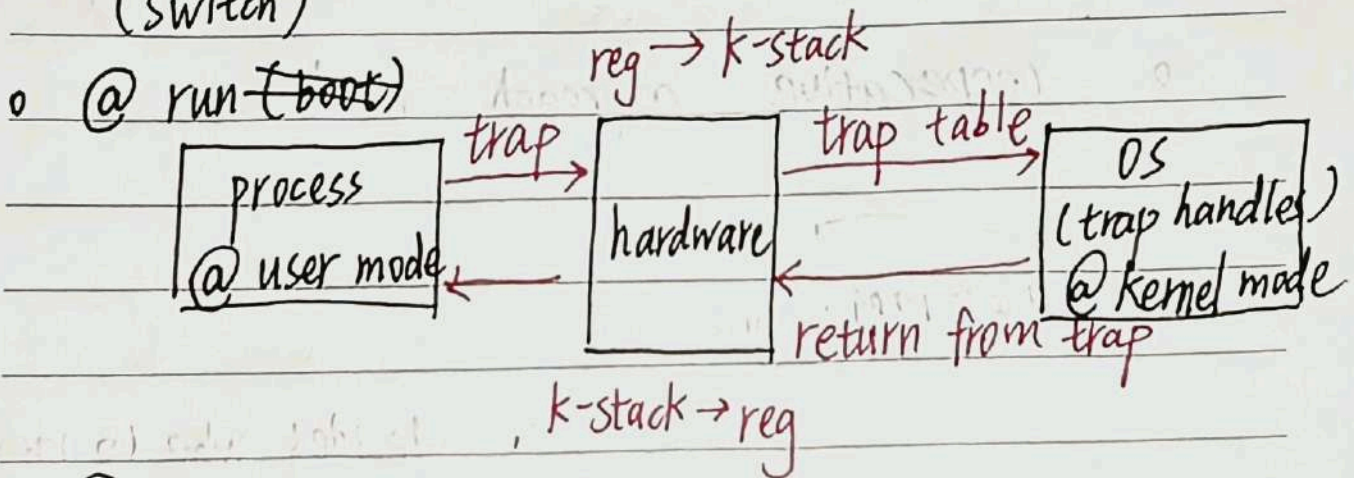 (switch)
o @ run (boot)
reg → k-stack
trap
trap table
process
@ user mode
hardware
OS
(trap handler)
@ kernel mode
return from trap
k-stack → reg